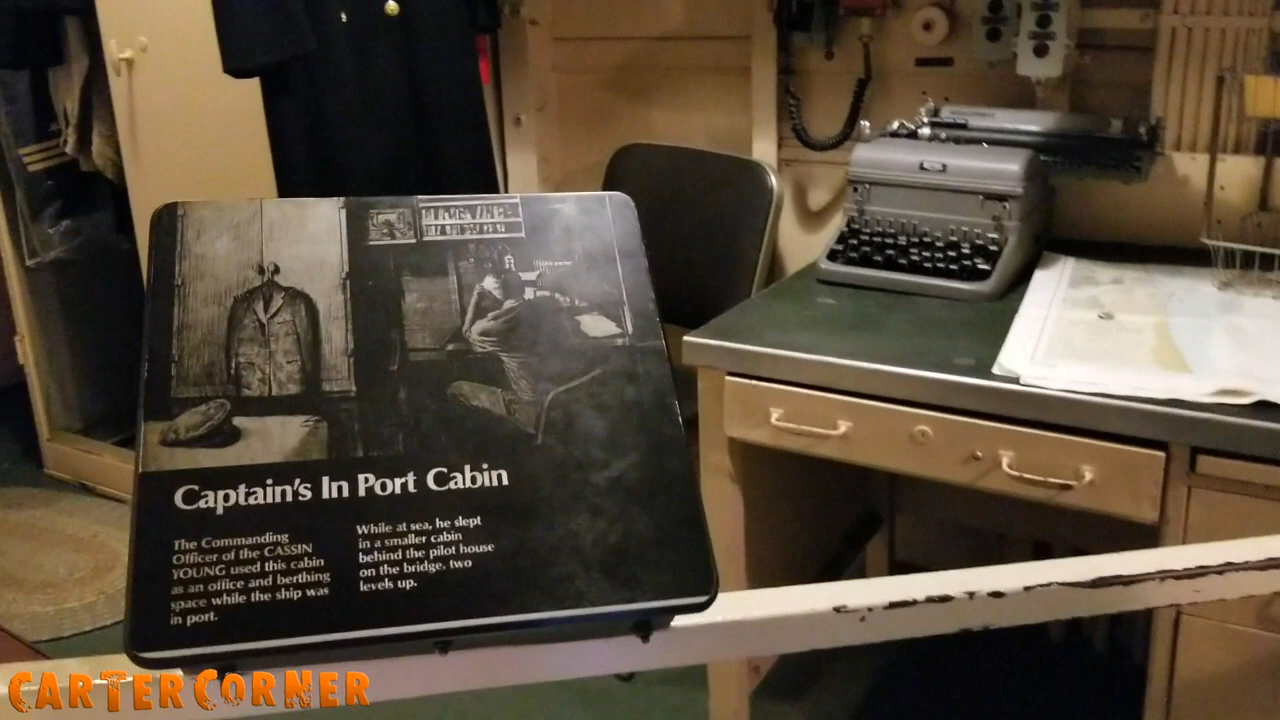 Captain's In Port Cabin
The Commanding
Officer of the CASSIN
YOUNG used this cabin
as an office and berthing
space while the ship was
in port.
While at sea, he slept
in a smaller cabin
behind the pilot house
on the bridge, two
levels up.
CARTER CORNER